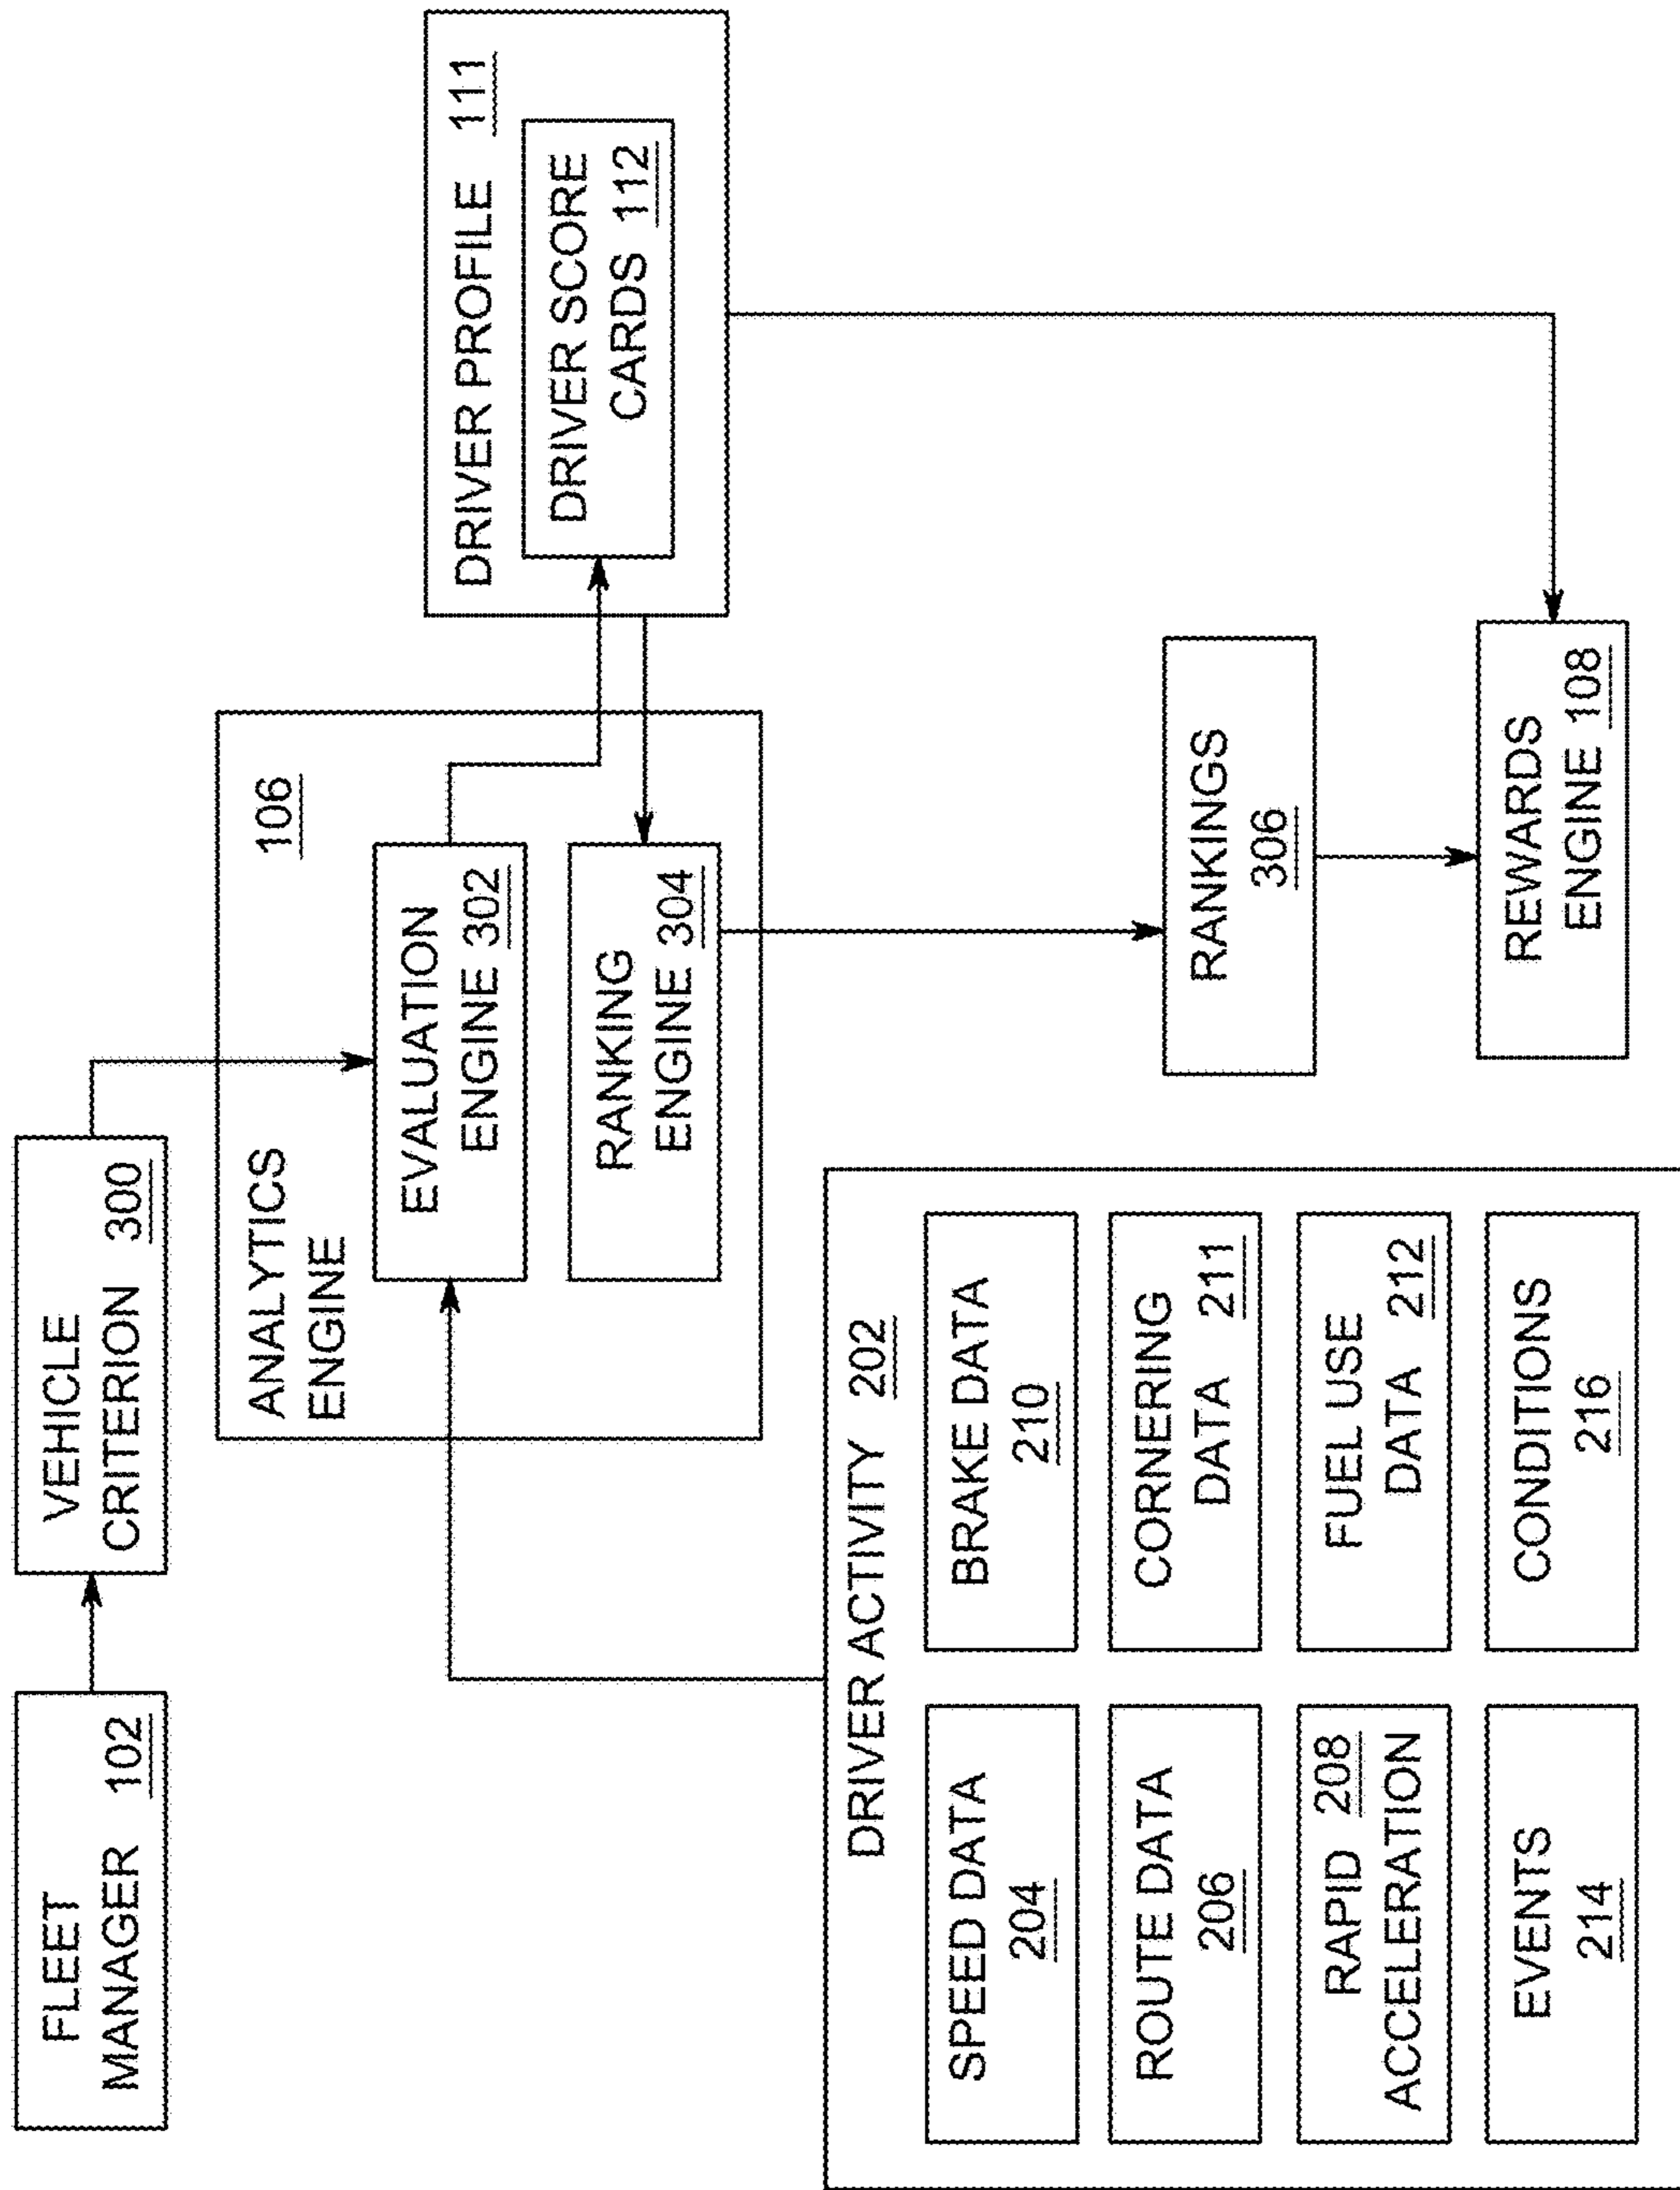 FLEET
MANAGER 102
VEHICLE
CRITERION 300
ANALYTICS
ENGINE
106
EVALUATION
ENGINE 302
RANKING
ENGINE 304
DRIVER PROFILE 111
DRIVER SCORE
CARDS 112
DRIVER ACTIVITY 202
SPEED DATA
204
BRAKE DATA
210
ROUTE DATA
206
CORNERING
DATA 211
RAPID 208
ACCELERATION
FUEL USE
DATA 212
EVENTS
214
CONDITIONS
216
RANKINGS
306
REWARDS
ENGINE 108